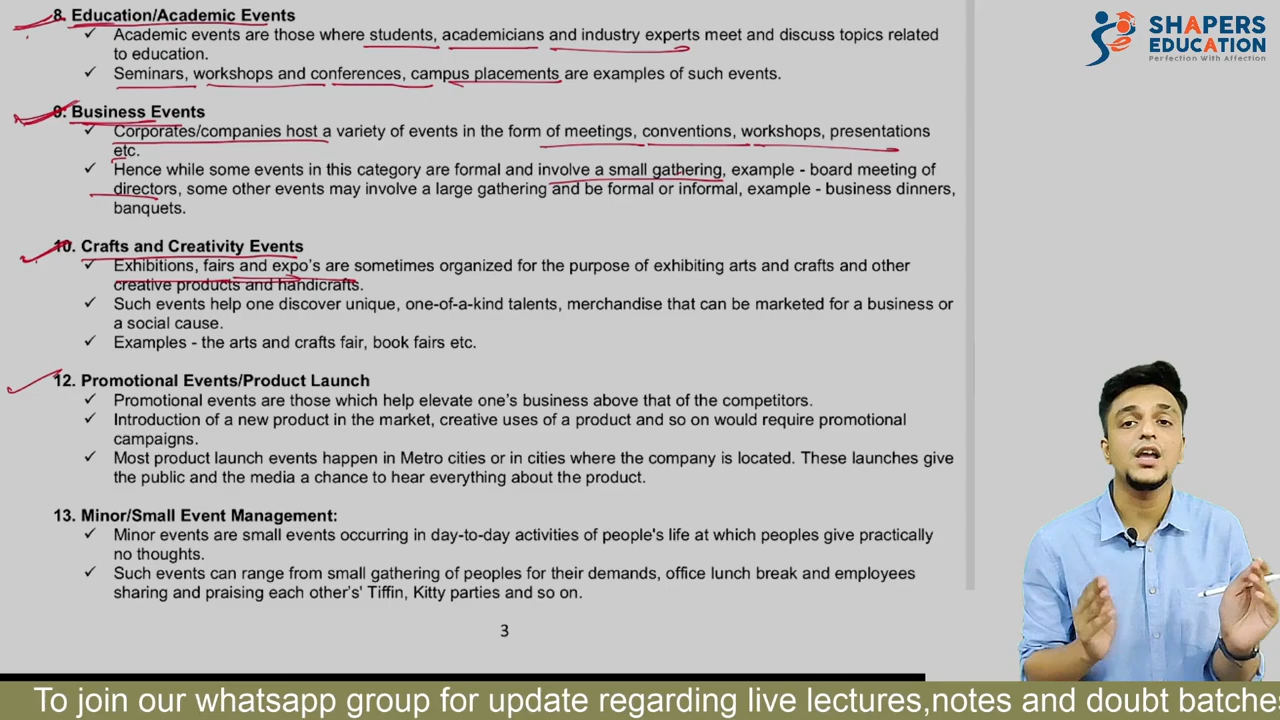 8. Education/Academic Events
✓ Academic events are those where students, academicians and industry experts meet and discuss topics related
to education.
✓ Seminars, workshops and conferences, campus placements are examples of such events.
9. Business Events
✓ Corporates/companies host a variety of events in the form of meetings, conventions, workshops, presentations
etc.
✓ Hence while some events in this category are formal and involve a small gathering, example - board meeting of
directors, some other events may involve a large gathering and be formal or informal, example - business dinners,
banquets.
10. Crafts and Creativity Events
✓ Exhibitions, fairs and expo's are sometimes organized for the purpose of exhibiting arts and crafts and other
creative products and handicrafts.
✓ Such events help one discover unique, one-of-a-kind talents, merchandise that can be marketed for a business or
a social cause.
✓ Examples - the arts and crafts fair, book fairs etc.
12. Promotional Events/Product Launch
✓ Promotional events are those which help elevate one's business above that of the competitors.
✓ Introduction of a new product in the market, creative uses of a product and so on would require promotional
campaigns.
✓ Most product launch events happen in Metro cities or in cities where the company is located. These launches give
the public and the media a chance to hear everything about the product.
13. Minor/Small Event Management:
✓ Minor events are small events occurring in day-to-day activities of people's life at which peoples give practically
no thoughts.
✓ Such events can range from small gathering of peoples for their demands, office lunch break and employees
sharing and praising each other's' Tiffin, Kitty parties and so on.
3
SHAPERS
EDUCATION
Perfection With Affection
To join our whatsapp group for update regarding live lectures,notes and doubt batches